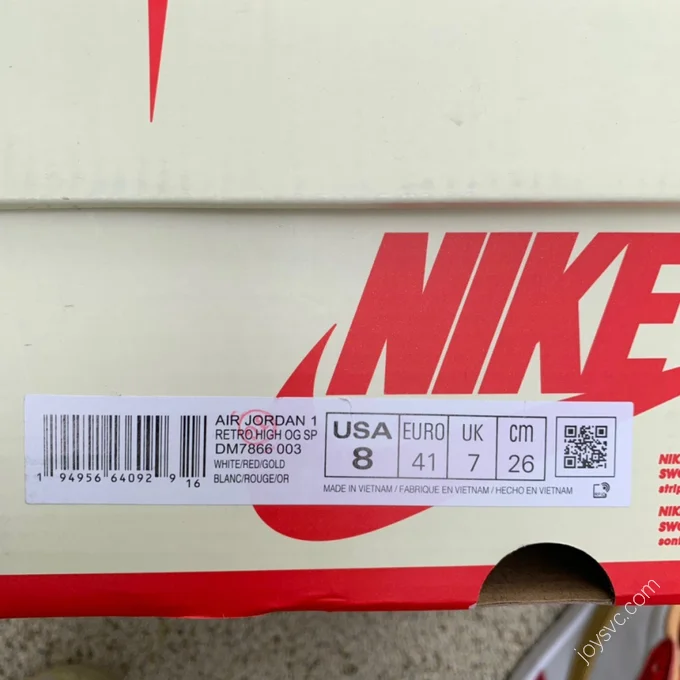 NIKE
AIR JORDAN 1
RETRO HIGH OG SP
DM7866 003
WHITE/RED/GOLD
BLANC/ROUGE/OR
1 94956 64092 9 16
USA 8
EURO 41
UK 7
cm 26
MADE IN VIETNAM / FABRIQUE EN VIETNAM / HECHO EN VIETNAM
joysvc.com